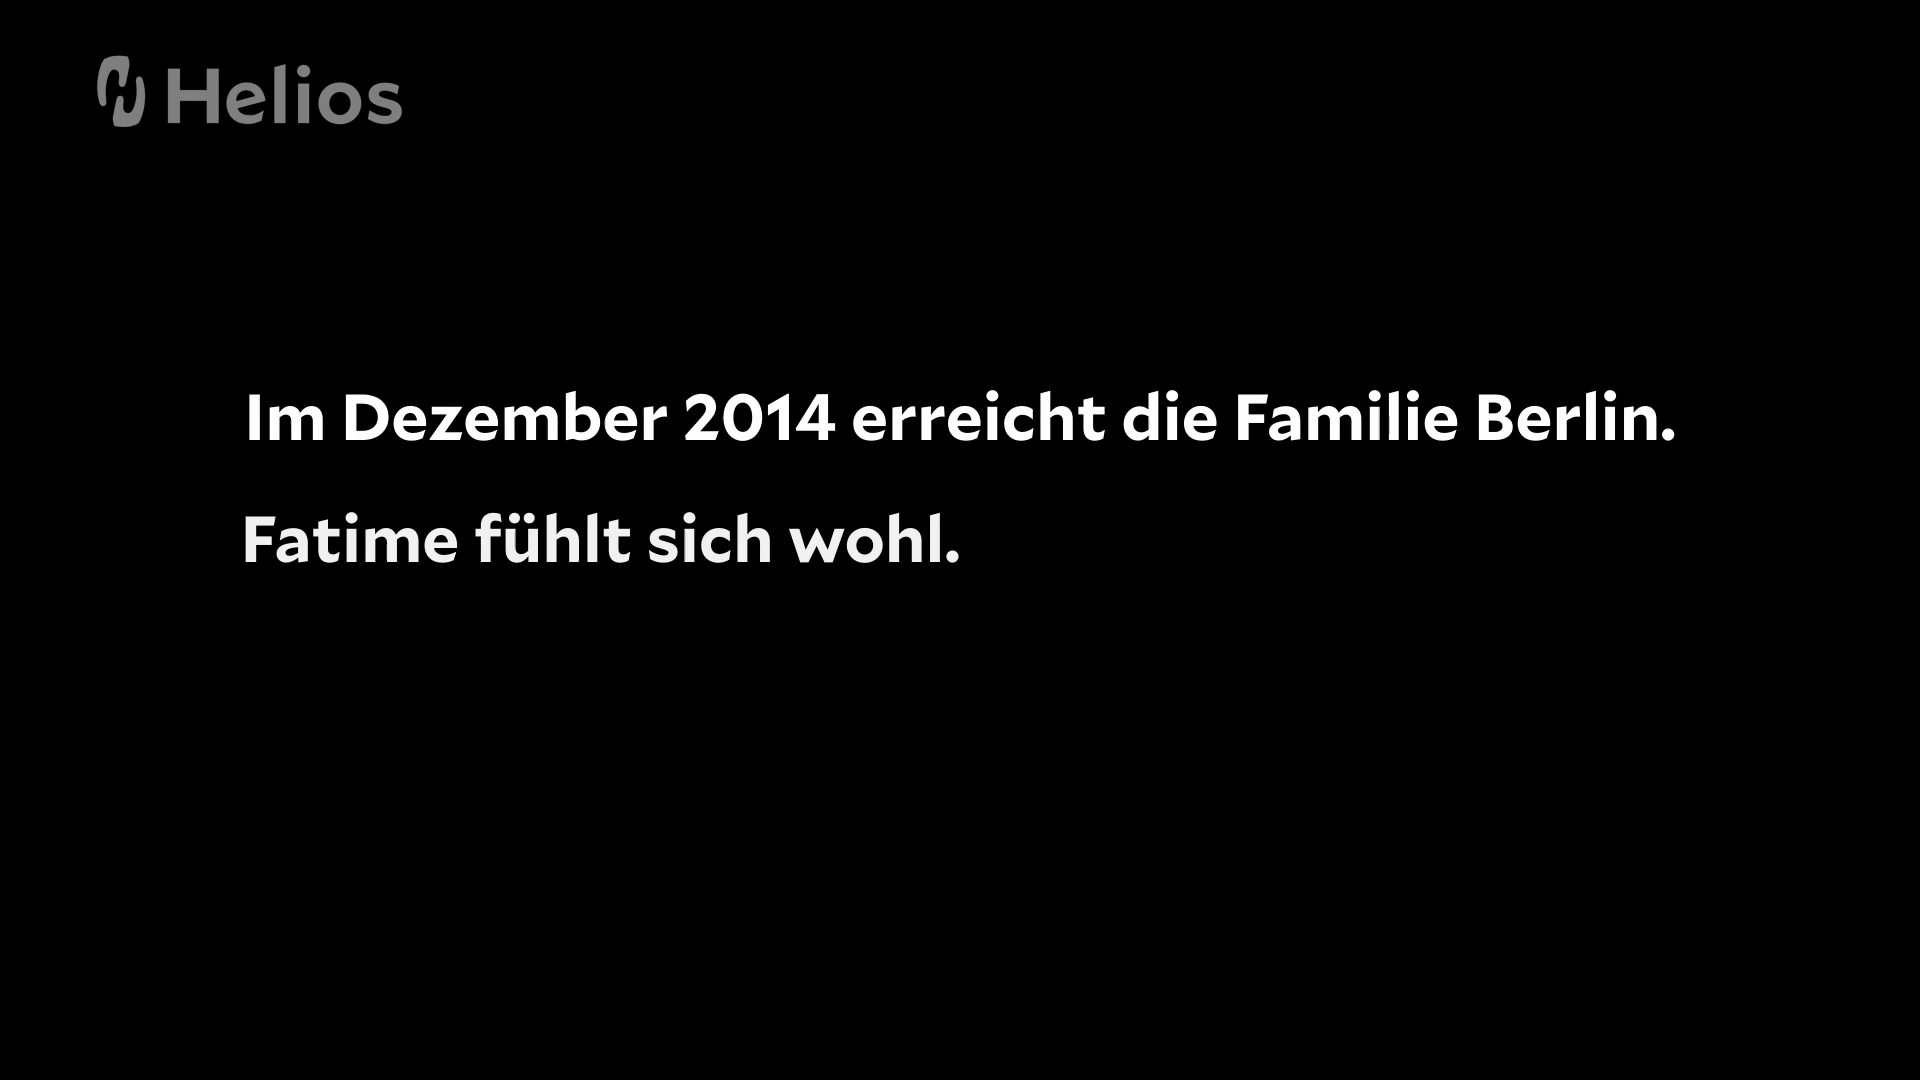 Helios
Im Dezember 2014 erreicht die Familie Berlin.
Fatime fühlt sich wohl.